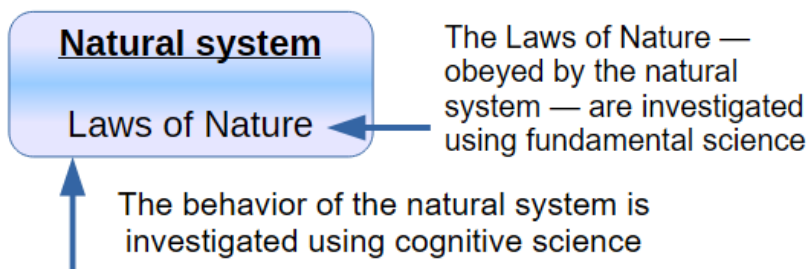 Natural system
Laws of Nature
The Laws of Nature —
obeyed by the natural
system — are investigated
using fundamental science
The behavior of the natural system is
investigated using cognitive science